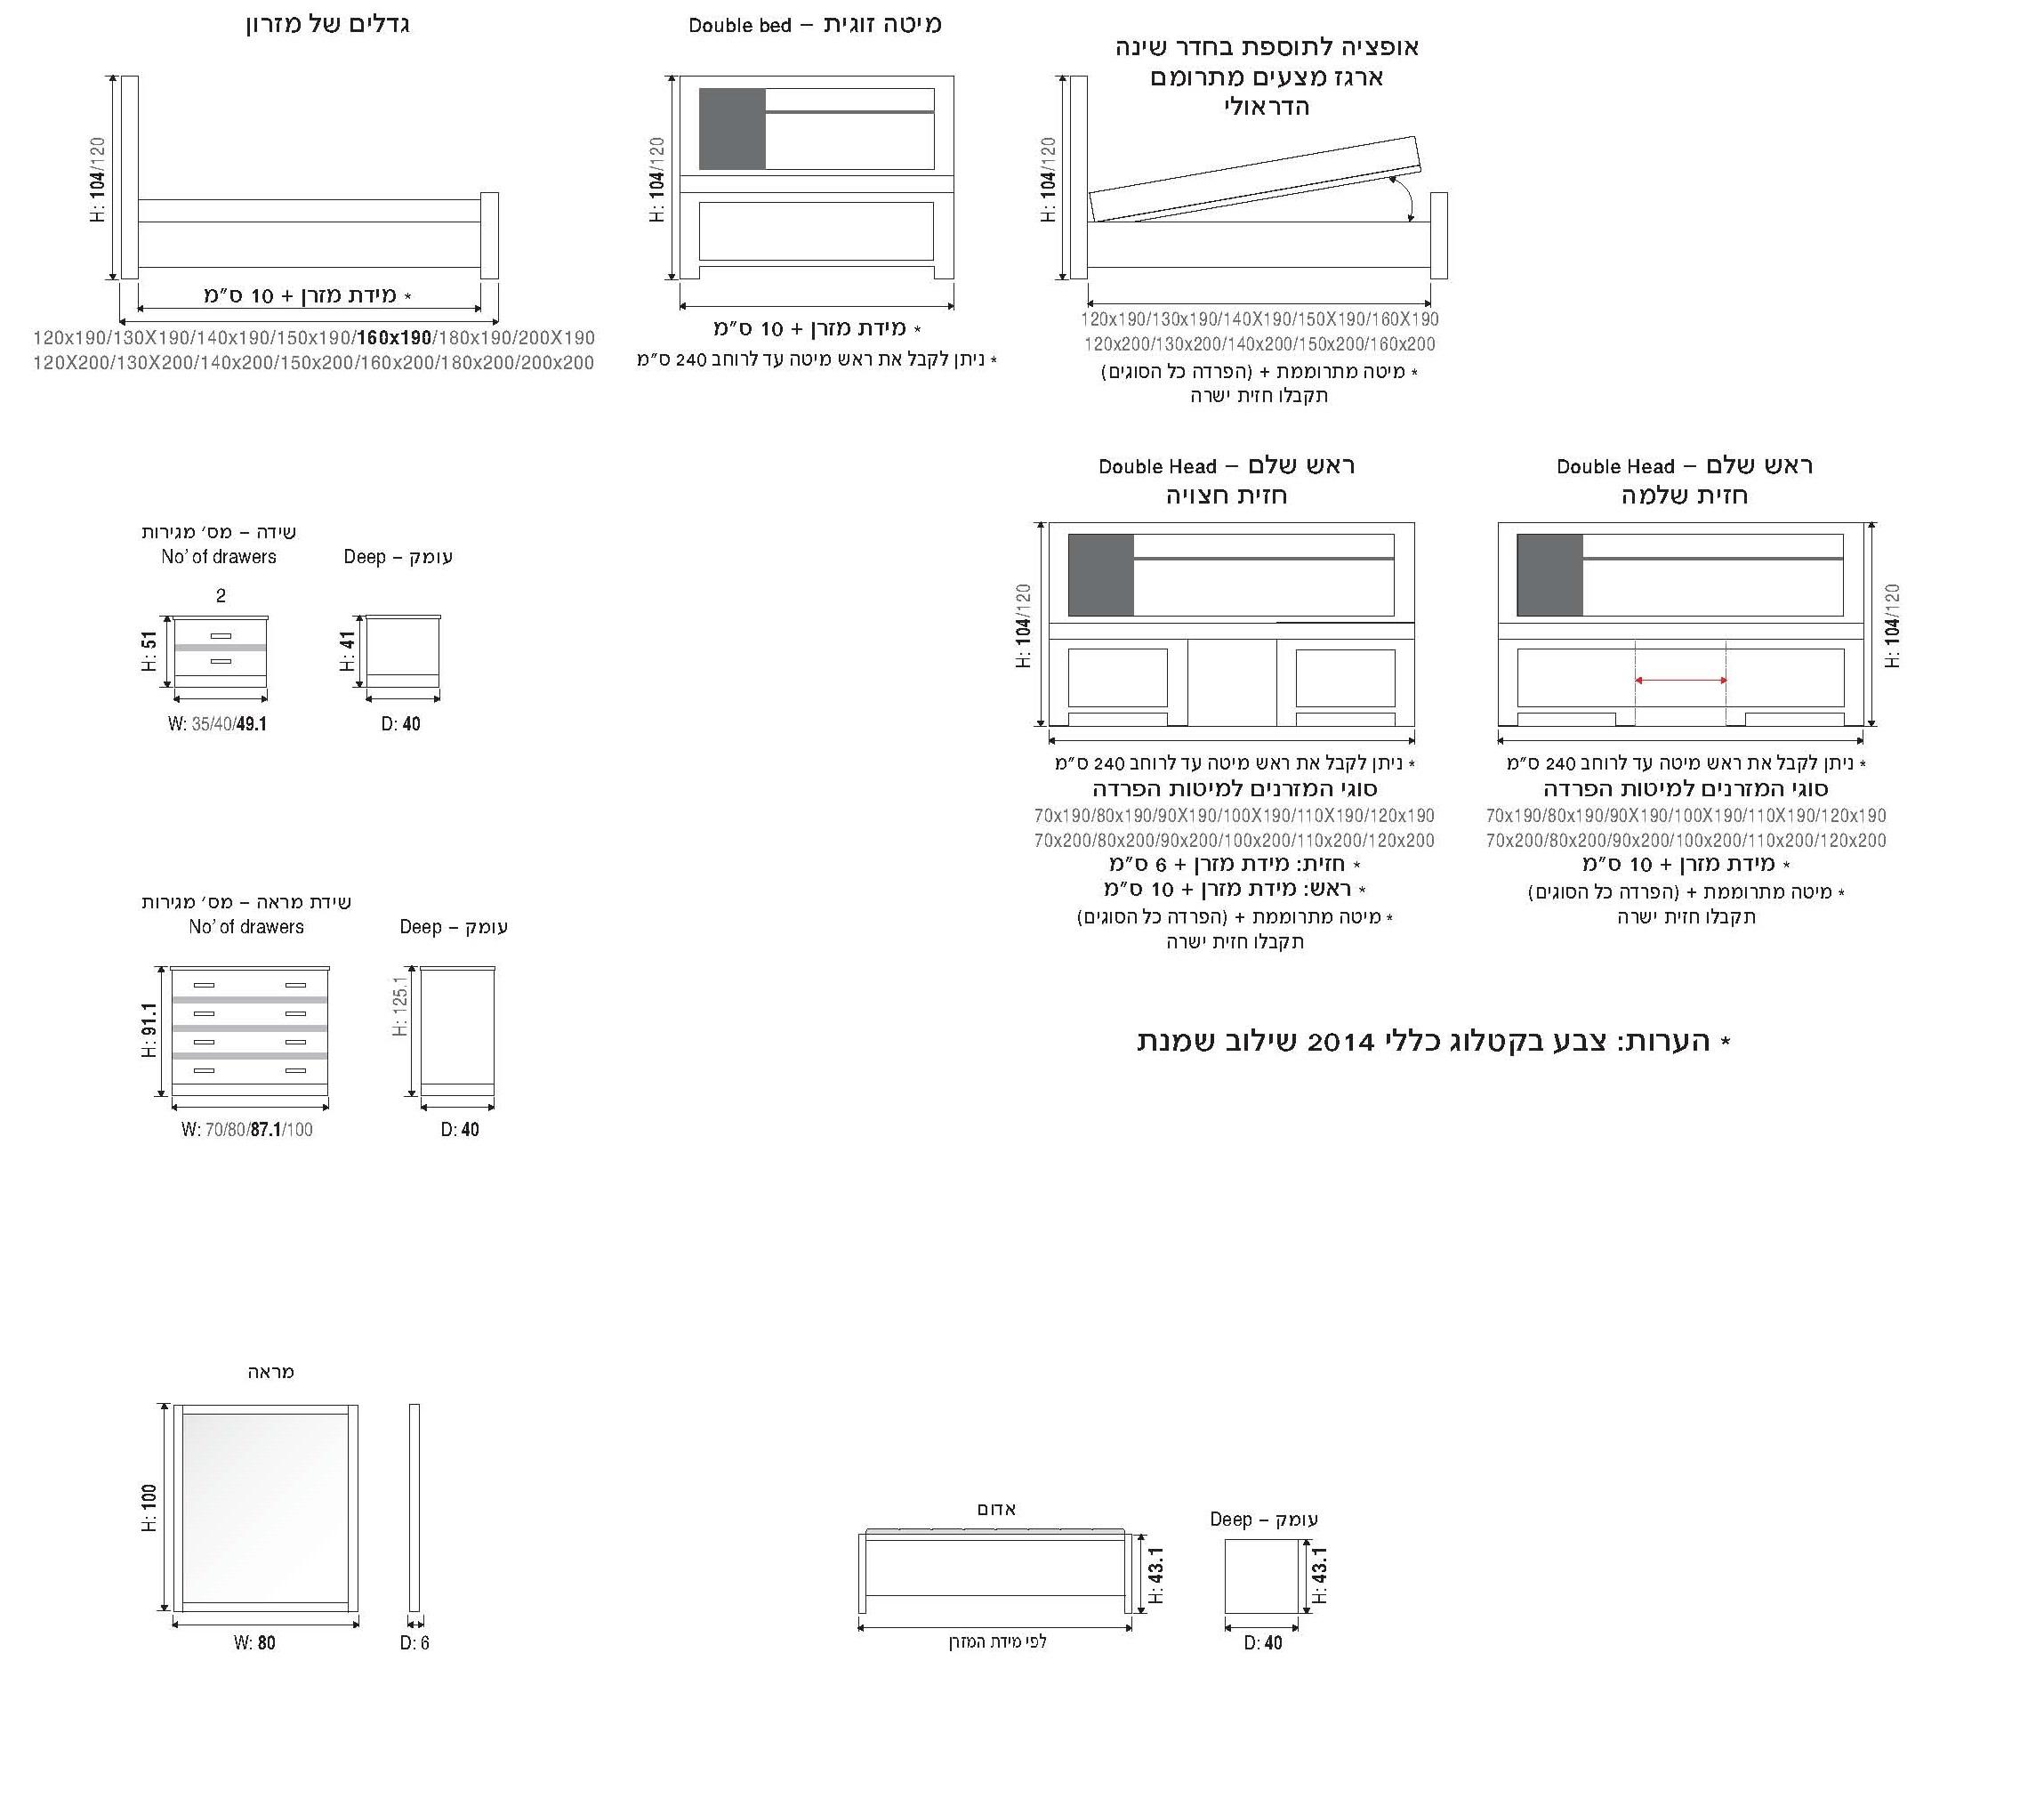 גדלים של מזרון
H: 104/120
* מידת מזרן + 10 ס"מ
120x190/130X190/140x190/150x190/160x190/180x190/200X190
120X200/130X200/140x200/150x200/160x200/180x200/200x200
מיטה זוגית – Double bed
H: 104/120
* מידת מזרן + 10 ס"מ
* ניתן לקבל את ראש מיטה עד לרוחב 240 ס"מ
אופציה לתוספת בחדר שינה
ארגז מצעים מתרומם
הדראולי
H: 104/120
120x190/130x190/140X190/150X190/160X190
120x200/130x200/140x200/150x200/160x200
* מיטה מתרוממת + (הפרדה כל הסוגים)
תקבלו חזית ישרה
ראש שלם – Double Head
חזית חצויה
H: 104/120
* ניתן לקבל את ראש מיטה עד לרוחב 240 ס"מ
סוגי המזרנים למיטות הפרדה
70x190/80x190/90X190/100X190/110X190/120x190
70x200/80x200/90x200/100x200/110x200/120x200
* חזית: מידת מזרן + 6 ס"מ
* ראש: מידת מזרן + 10 ס"מ
* מיטה מתרוממת + (הפרדה כל הסוגים)
תקבלו חזית ישרה
ראש שלם – Double Head
חזית שלמה
H: 104/120
* ניתן לקבל את ראש מיטה עד לרוחב 240 ס"מ
סוגי המזרנים למיטות הפרדה
70x190/80x190/90X190/100X190/110X190/120x190
70x200/80x200/90x200/100x200/110x200/120x200
* מידת מזרן + 10 ס"מ
* מיטה מתרוממת + (הפרדה כל הסוגים)
תקבלו חזית ישרה
שידה – מס' מגירות
No' of drawers
2
H: 51
W: 35/40/49.1
עומק – Deep
H: 41
D: 40
שידת מראה – מס' מגירות
No' of drawers
H: 91.1
W: 70/80/87.1/100
עומק – Deep
H: 125.1
D: 40
* הערות: צבע בקטלוג כללי 2014 שילוב שמנת
מראה
H: 100
W: 80
D: 6
אדום
H: 43.1
לפי מידת המזרן
עומק – Deep
H: 43.1
D: 40